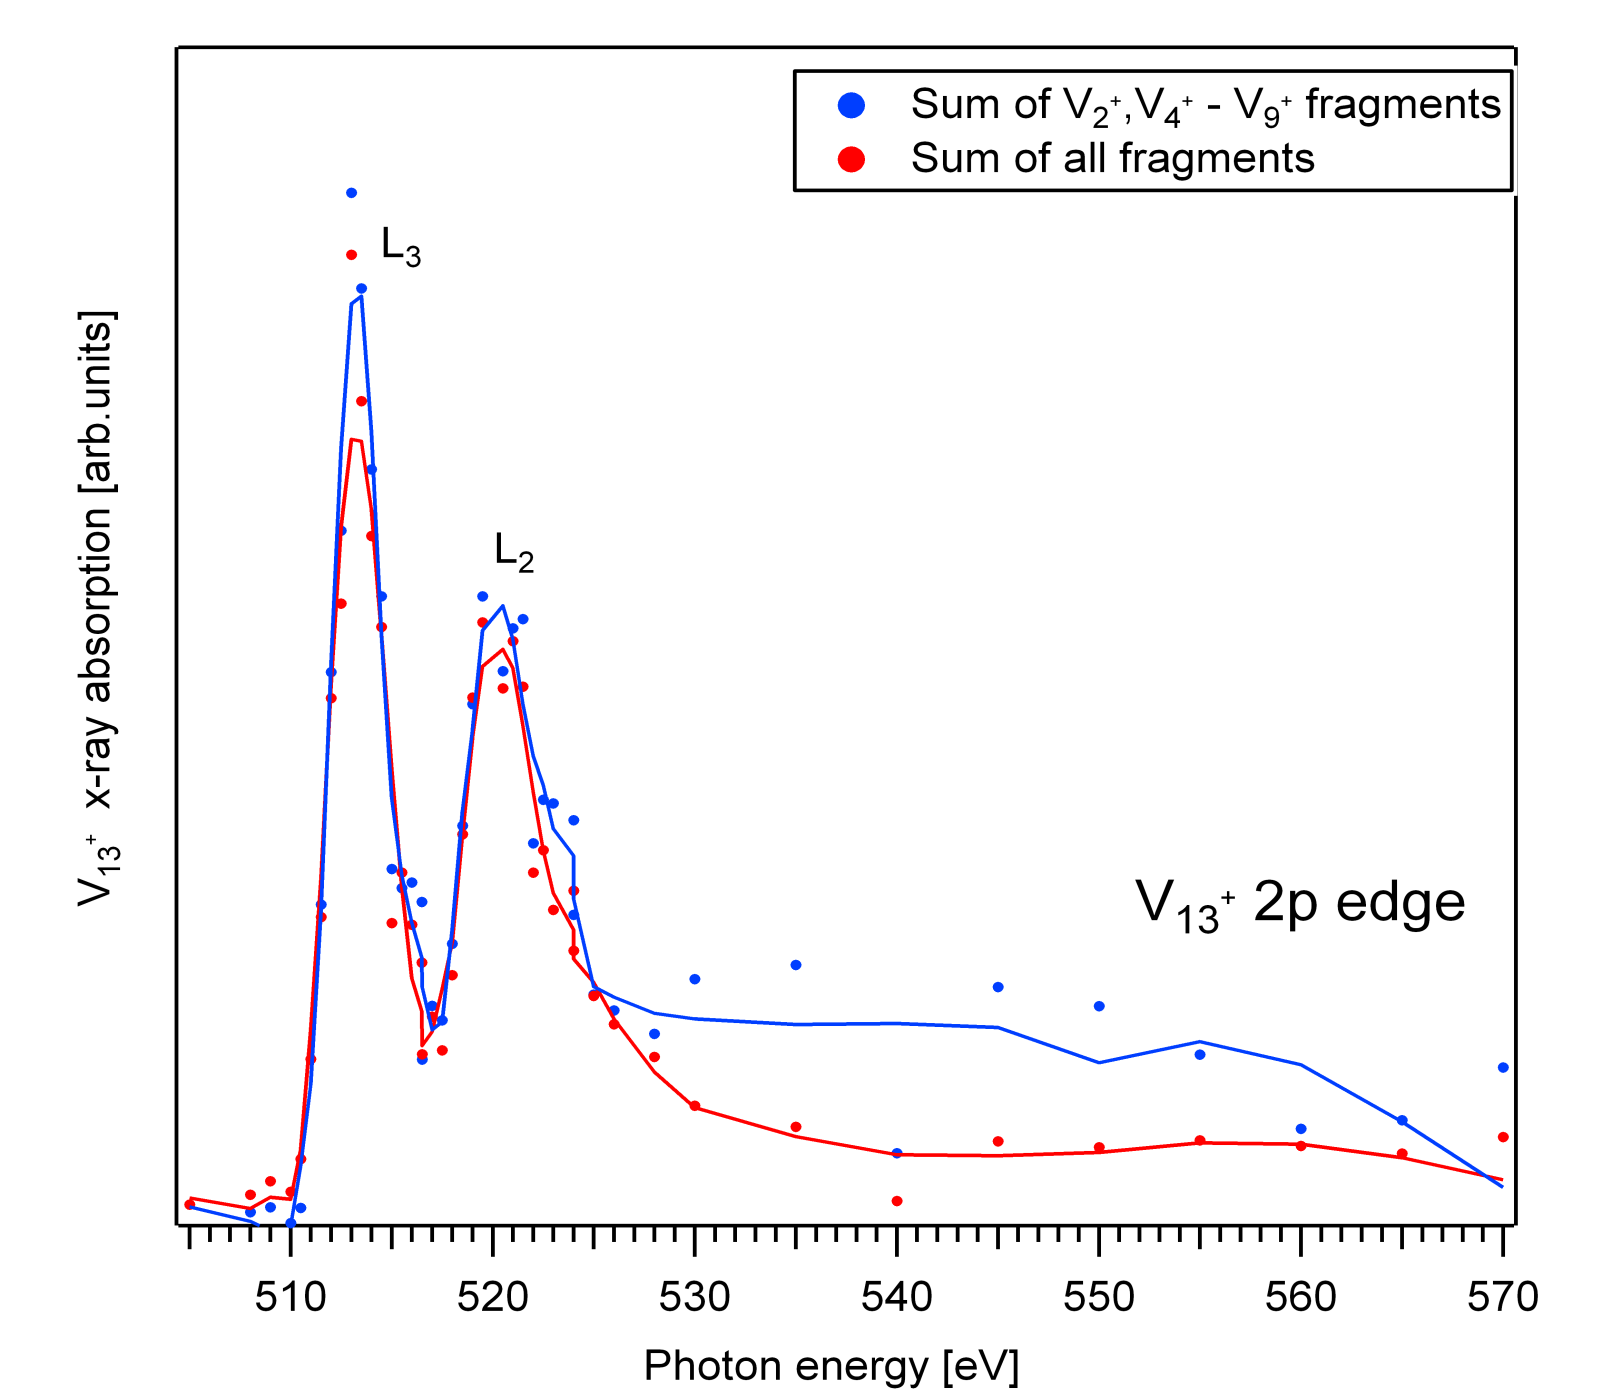 Sum of V₂⁺,V₄⁺ - V₉⁺ fragments
Sum of all fragments
L₃
L₂
V₁₃⁺ x-ray absorption [arb.units]
V₁₃⁺ 2p edge
510 520 530 540 550 560 570
Photon energy [eV]